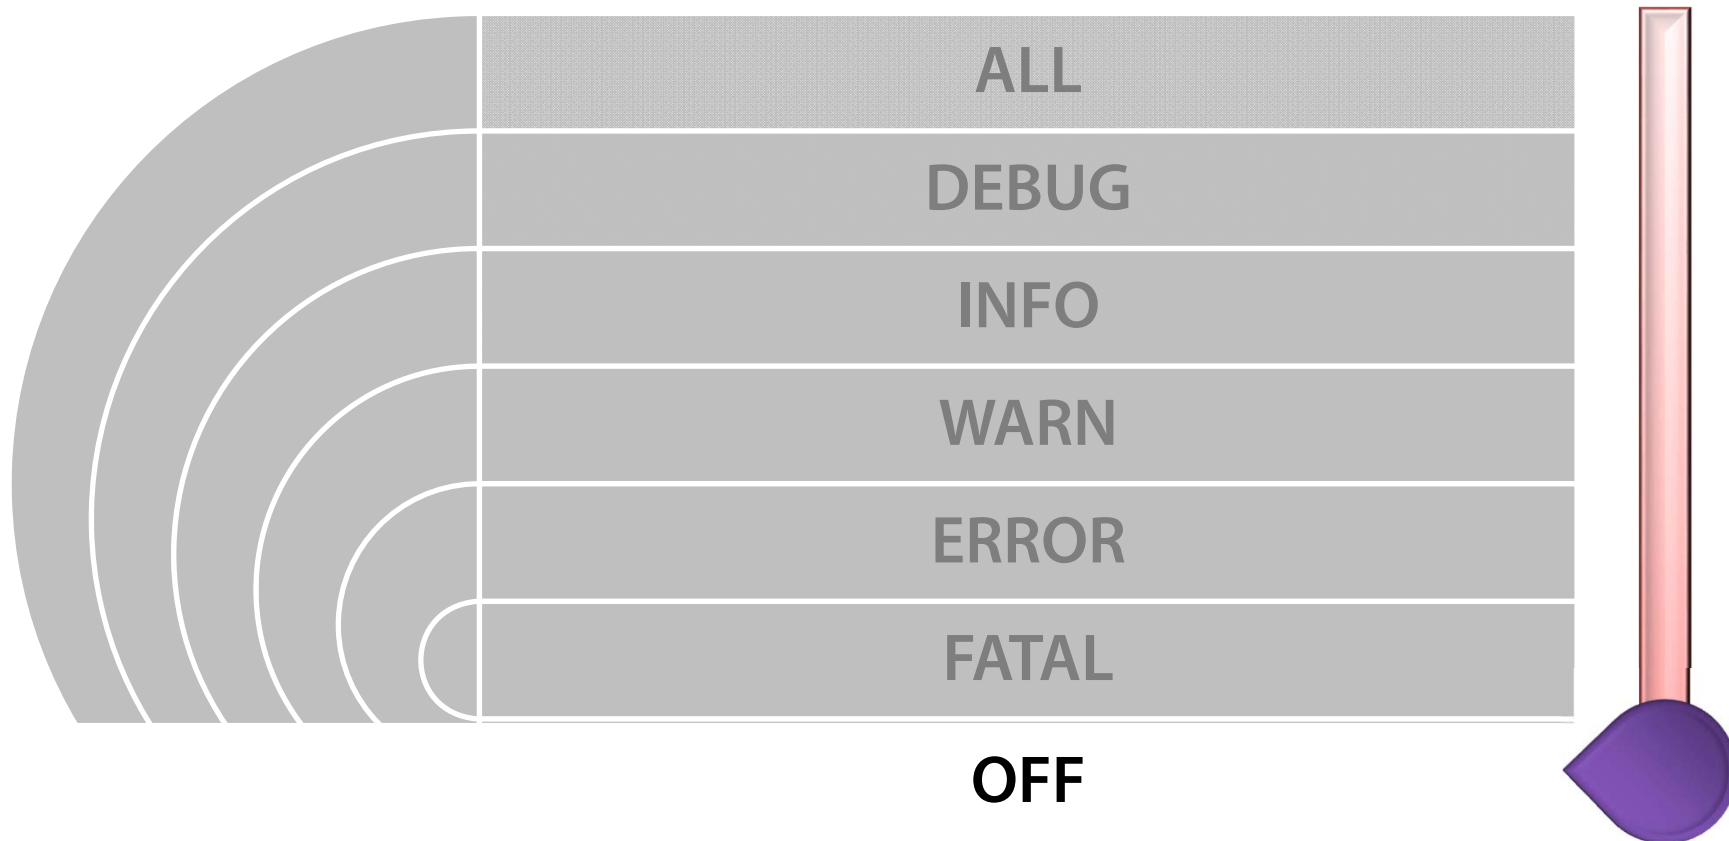 ALL
DEBUG
INFO
WARN
ERROR
FATAL
OFF